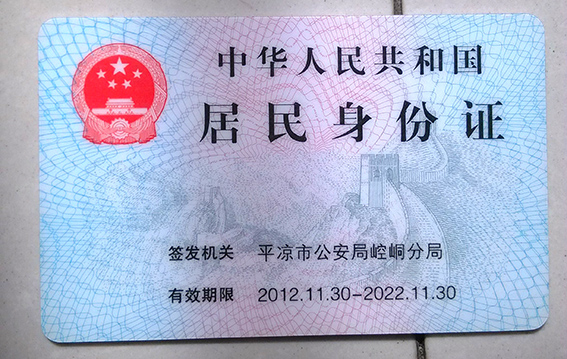 中华人民共和国
居民身份证
签发机关 平凉市公安局崆峒分局
有效期限 2012.11.30-2022.11.30